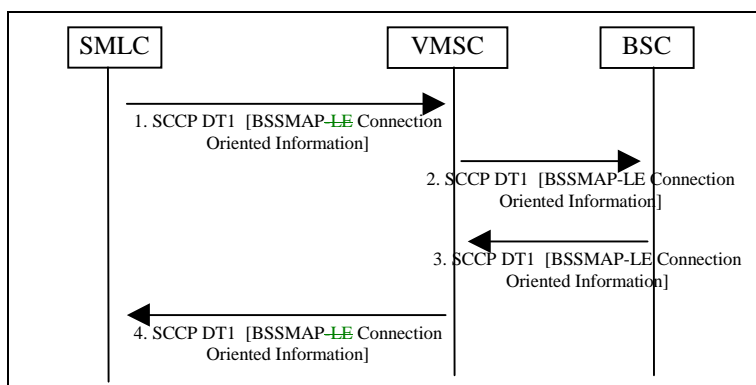 SMLC VMSC BSC
1. SCCP DT1 [BSSMAP-LE Connection
Oriented Information]
2. SCCP DT1 [BSSMAP-LE Connection
Oriented Information]
3. SCCP DT1 [BSSMAP-LE Connection
Oriented Information]
4. SCCP DT1 [BSSMAP-LE Connection
Oriented Information]